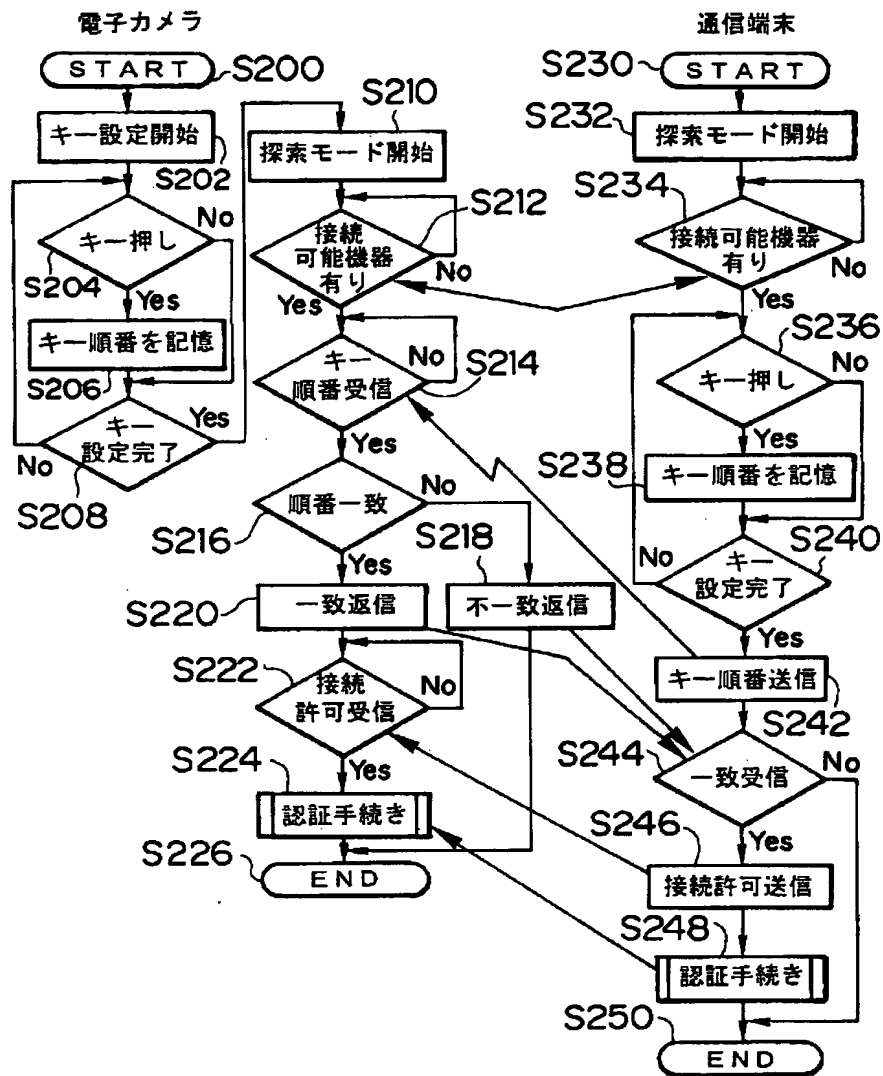 電子カメラ
START
S200
キー設定開始
S202
キー押し
No
S204
Yes
キー順番を記憶
S206
キー
設定完了
Yes
No
S208
S210
探索モード開始
S212
接続
可能機器
有り
No
Yes
キー
順番受信
No
S214
Yes
順番一致
No
S216
Yes
S218
S220
一致返信
不一致返信
S222
接続
許可受信
No
Yes
S224
認証手続き
S226
END
通信端末
S230
START
S232
探索モード開始
S234
接続可能機器
有り
No
Yes
S236
キー押し
No
Yes
S238
キー順番を記憶
S240
No
キー
設定完了
Yes
キー順番送信
S242
S244
一致受信
No
S246
Yes
接続許可送信
S248
認証手続き
S250
END